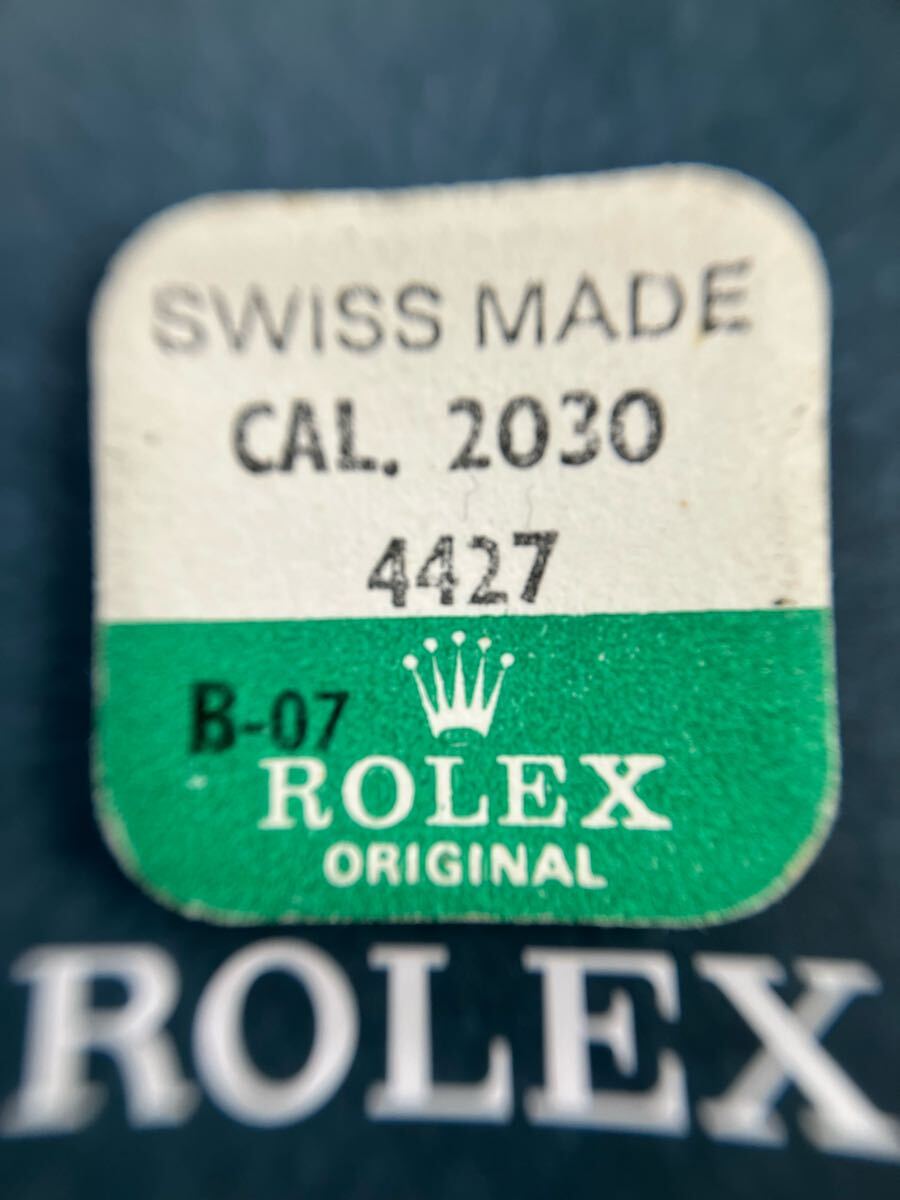 SWISS MADE
CAL. 2030
4427
B-07
ROLEX
ORIGINAL
ROLEX